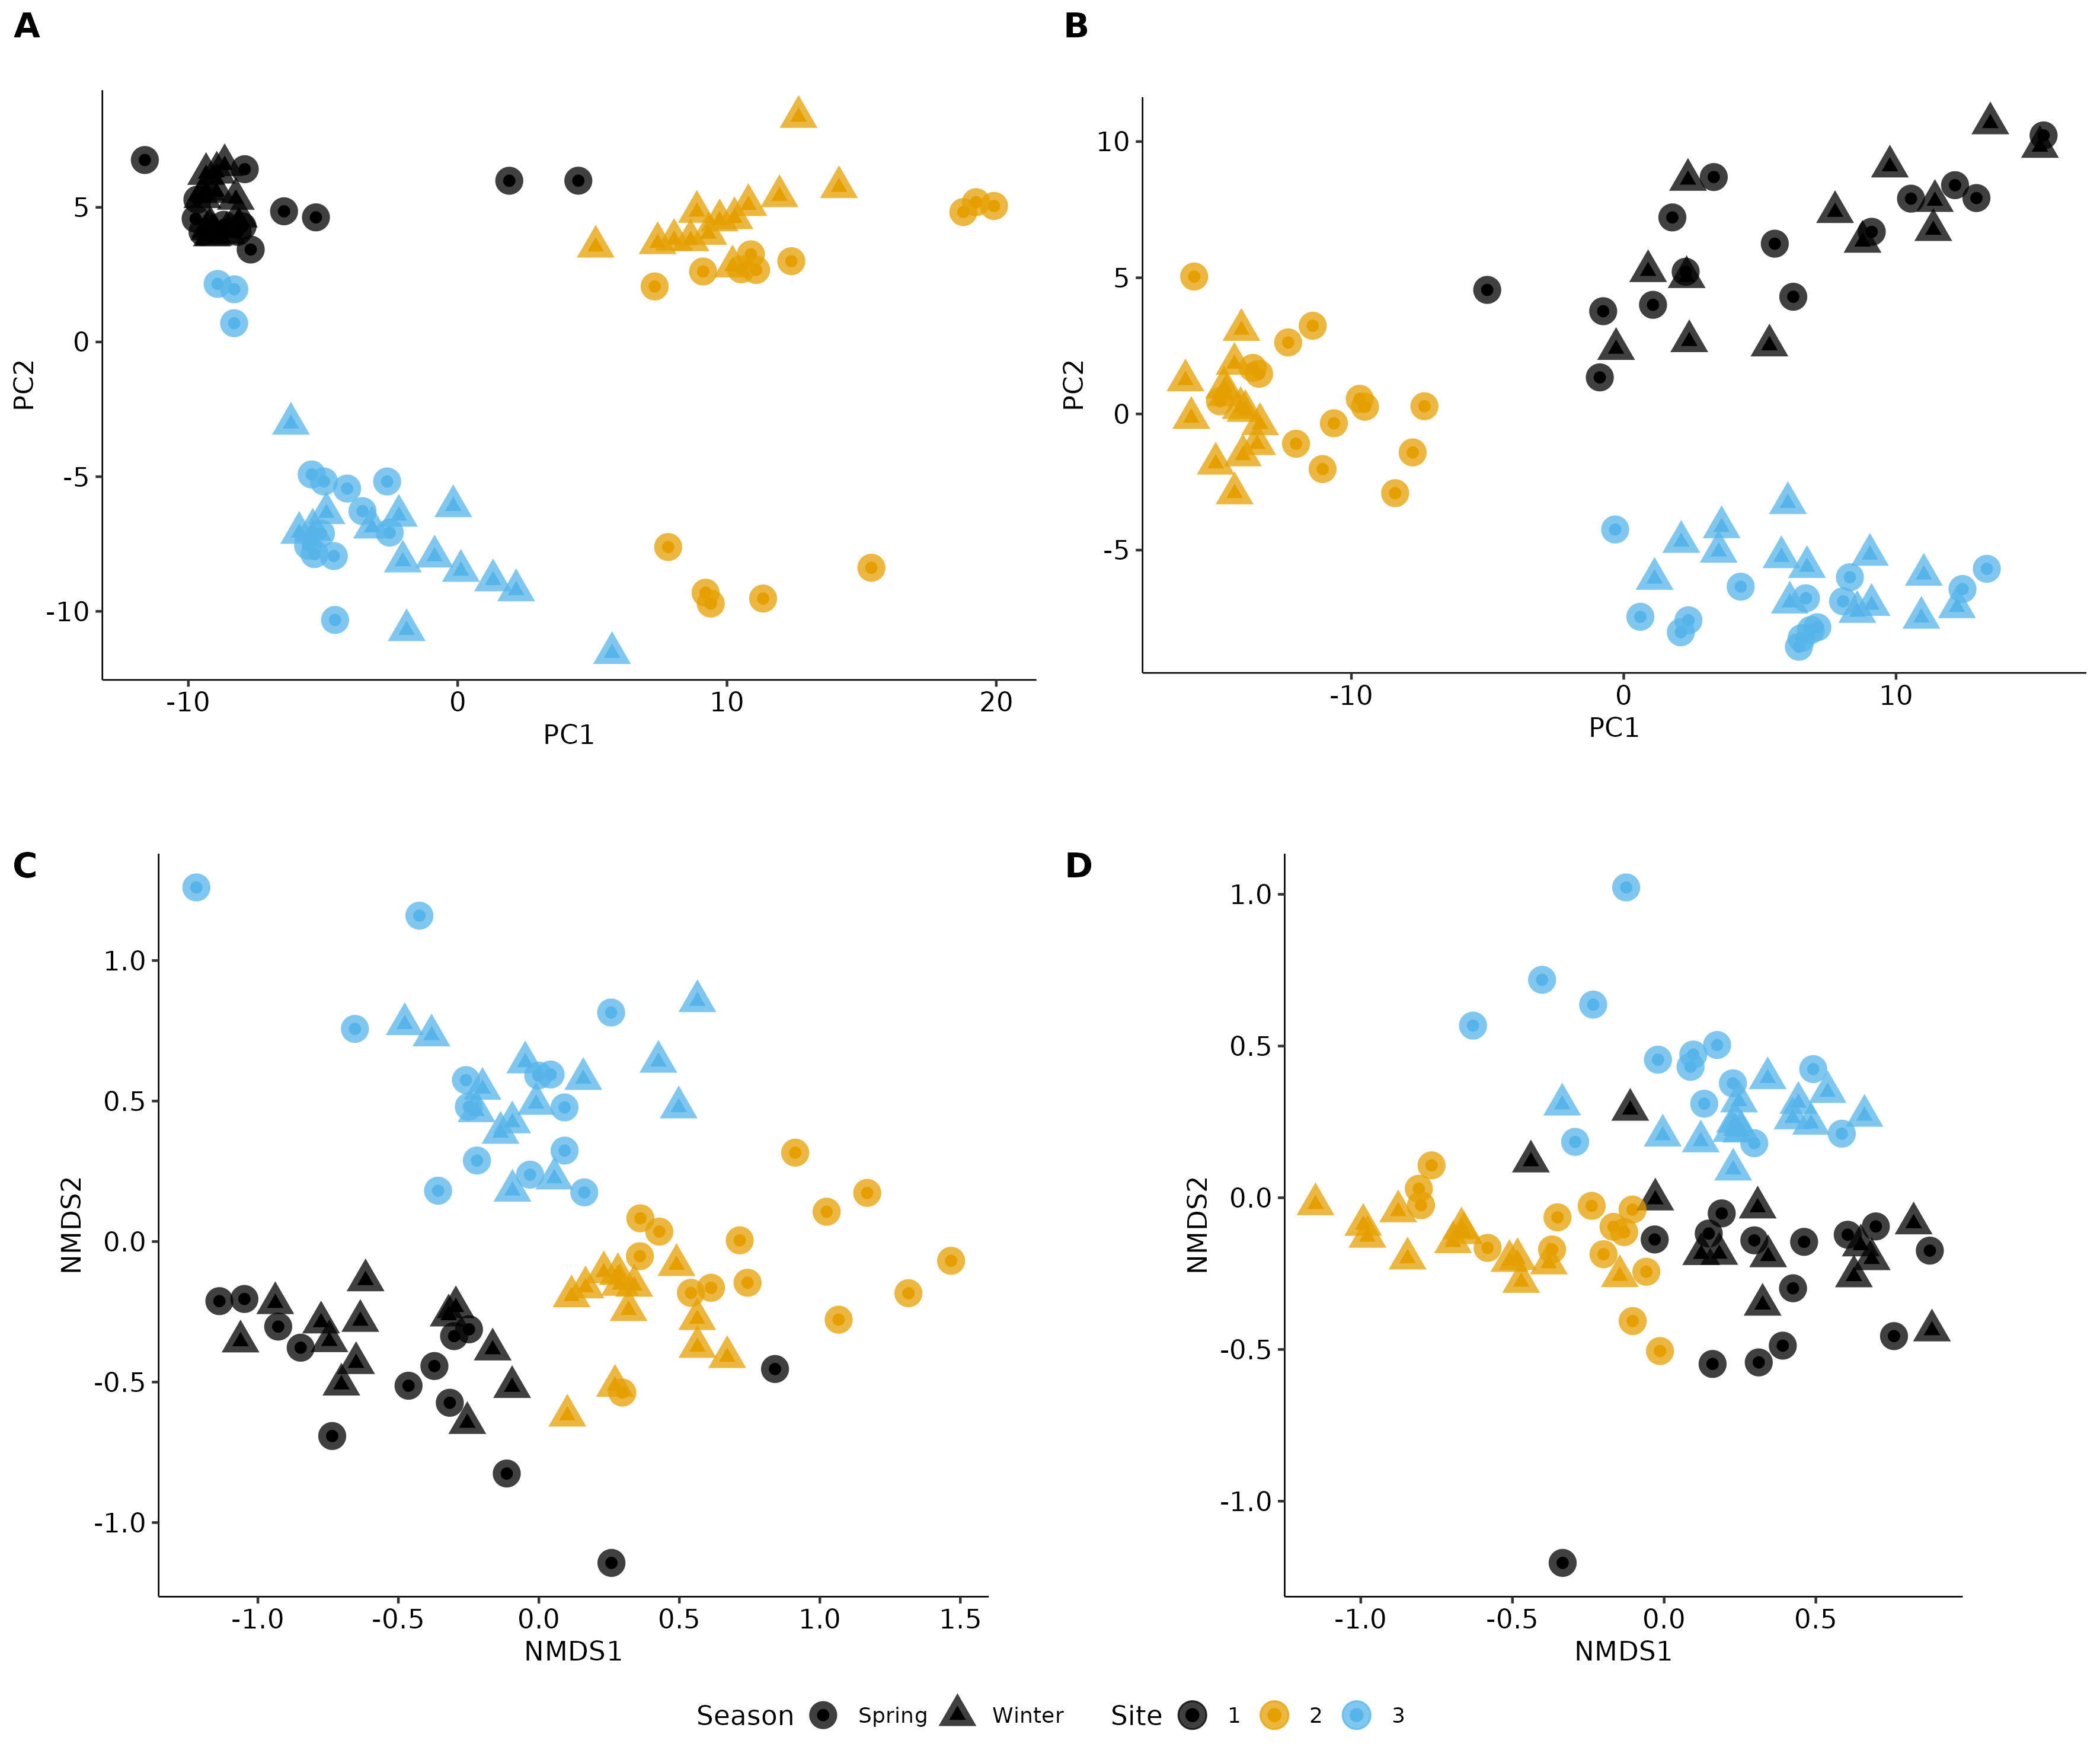 A
B
5
0
-5
-10
PC2
-10 0 10 20
PC1
10
5
0
-5
PC2
-10 0 10
PC1
C
D
1.0
0.5
0.0
-0.5
-1.0
NMDS2
-1.0 -0.5 0.0 0.5 1.0 1.5
NMDS1
1.0
0.5
0.0
-0.5
-1.0
NMDS2
-1.0 -0.5 0.0 0.5
NMDS1
Season Spring Winter Site 1 2 3